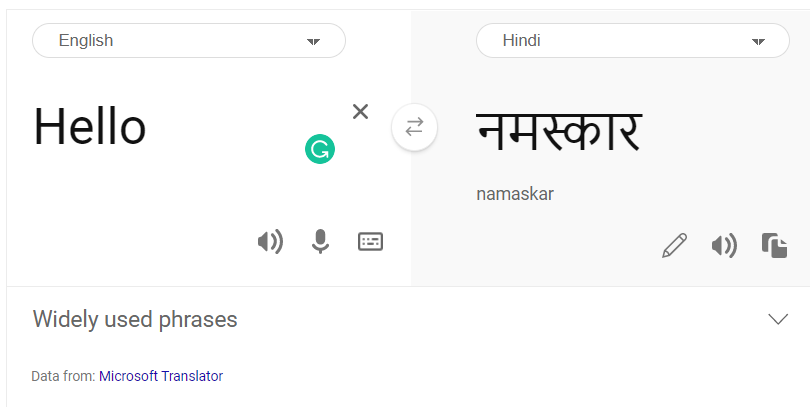 English
Hindi
Hello
नमस्कार
namaskar
Widely used phrases
Data from: Microsoft Translator